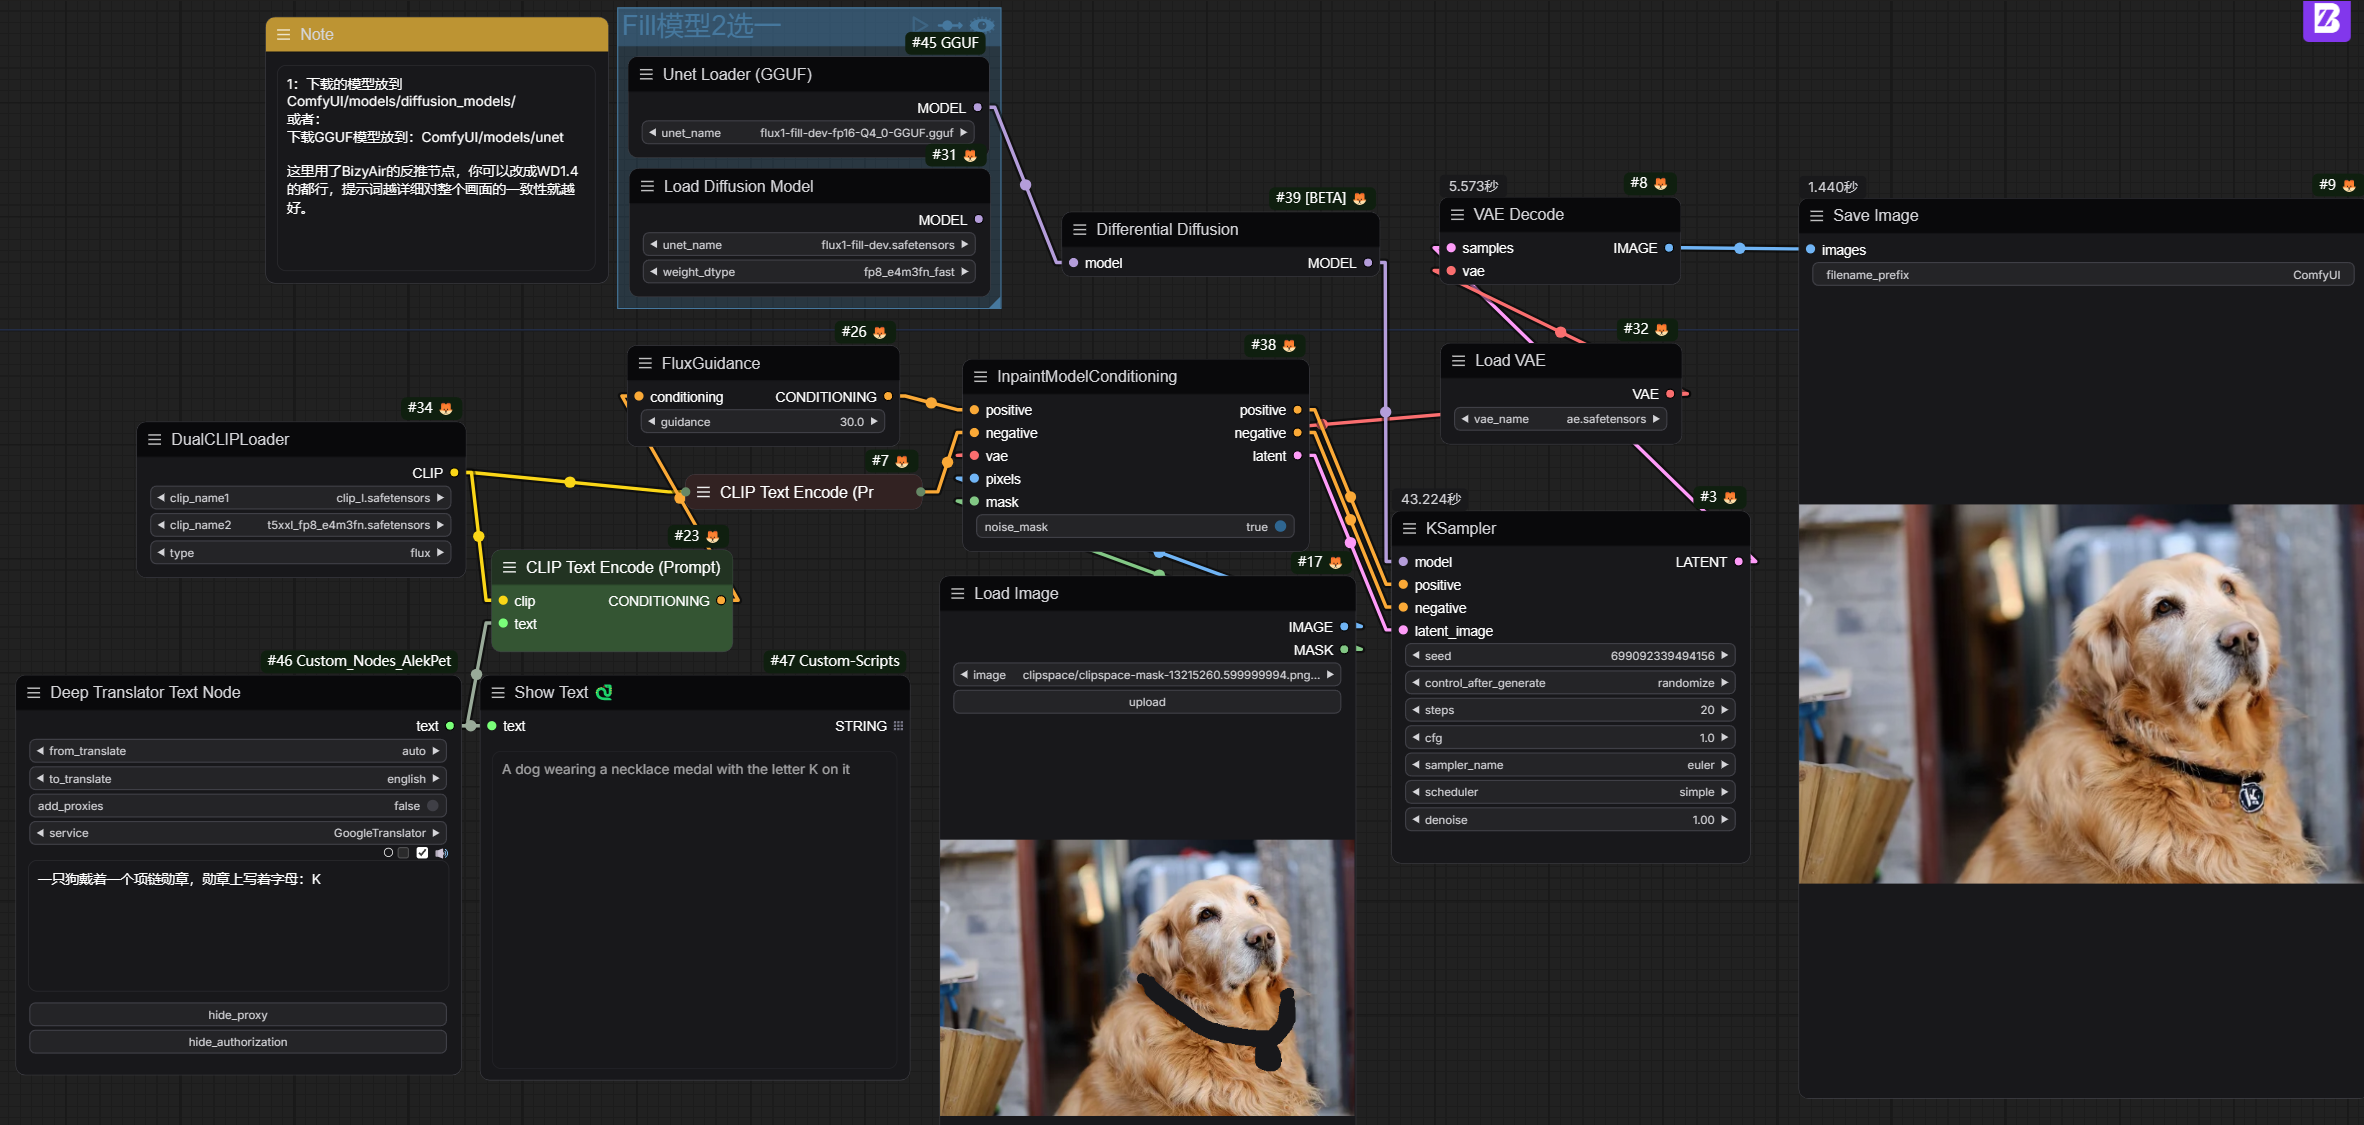 Note
1：下载的模型放到
ComfyUI/models/diffusion_models/
或者：
下载GGUF模型放到：ComfyUI/models/unet
这里用了BizyAir的反推节点，你可以改成WD1.4
的都行，提示词越详细对整个画面的一致性就越
好。
Fill模型2选一
#45 GGUF
Unet Loader (GGUF)
MODEL
unet_name flux1-fill-dev-fp16-Q4_0-GGUF.gguf
#31
Load Diffusion Model
MODEL
unet_name flux1-fill-dev.safetensors
weight_dtype fp8_e4m3fn_fast
#39 [BETA]
Differential Diffusion
model MODEL
5.573秒 #8
VAE Decode
samples IMAGE
vae
1.440秒 #9
Save Image
images
filename_prefix ComfyUI
#32
Load VAE
VAE
vae_name ae.safetensors
#26
FluxGuidance
conditioning CONDITIONING
guidance 30.0
#38
InpaintModelConditioning
positive positive
negative negative
vae latent
pixels
mask
noise_mask true
#34
DualCLIPLoader
CLIP
clip_name1 clip_l.safetensors
clip_name2 t5xxl_fp8_e4m3fn.safetensors
type flux
#7
CLIP Text Encode (Pr
#23
CLIP Text Encode (Prompt)
clip CONDITIONING
text
43.224秒 #3
KSampler
model LATENT
positive
negative
latent_image
seed 699092339494156
control_after_generate randomize
steps 20
cfg 1.0
sampler_name euler
scheduler simple
denoise 1.00
#17
Load Image
IMAGE
MASK
image clipspace/clipspace-mask-13215260.599999994.png...
upload
#46 Custom_Nodes_AlekPet
Deep Translator Text Node
text
from_translate auto
to_translate english
add_proxies false
service GoogleTranslator
一只狗戴着一个项链勋章，勋章上写着字母：K
hide_proxy
hide_authorization
#47 Custom-Scripts
Show Text
text STRING
A dog wearing a necklace medal with the letter K on it
K